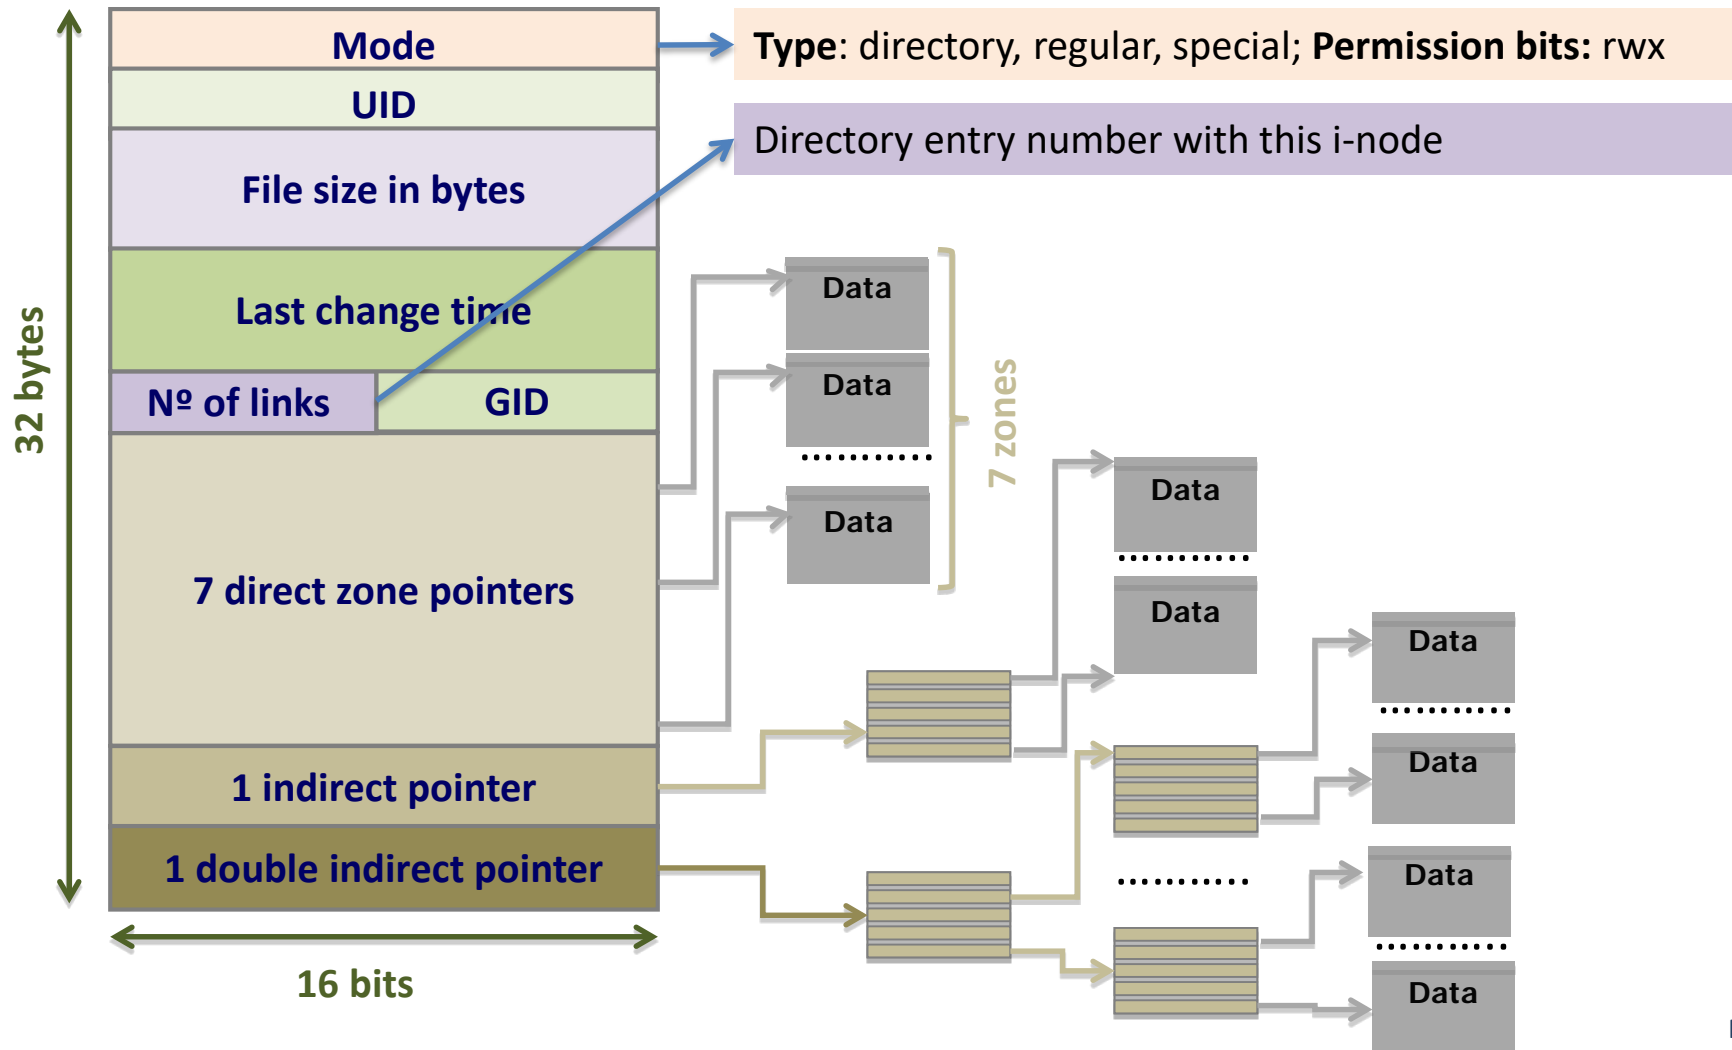 Mode
Type: directory, regular, special; Permission bits: rwx
UID
Directory entry number with this i-node
File size in bytes
Last change time
Nº of links
GID
7 direct zone pointers
1 indirect pointer
1 double indirect pointer
32 bytes
16 bits
Data
Data
Data
7 zones
Data
Data
Data
Data
Data
Data